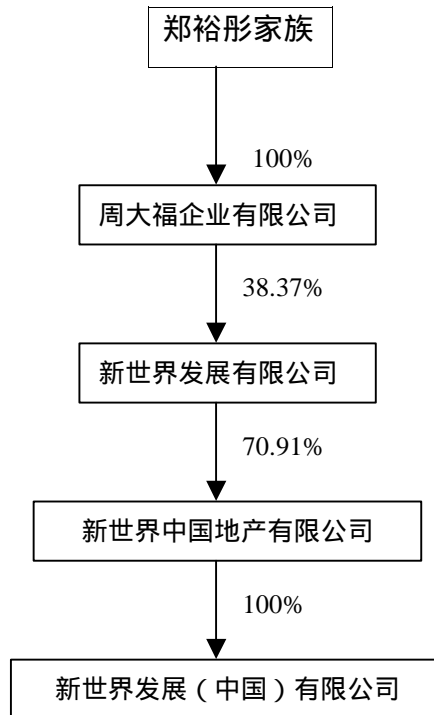 郑裕彤家族
100%
周大福企业有限公司
38.37%
新世界发展有限公司
70.91%
新世界中国地产有限公司
100%
新世界发展（中国）有限公司